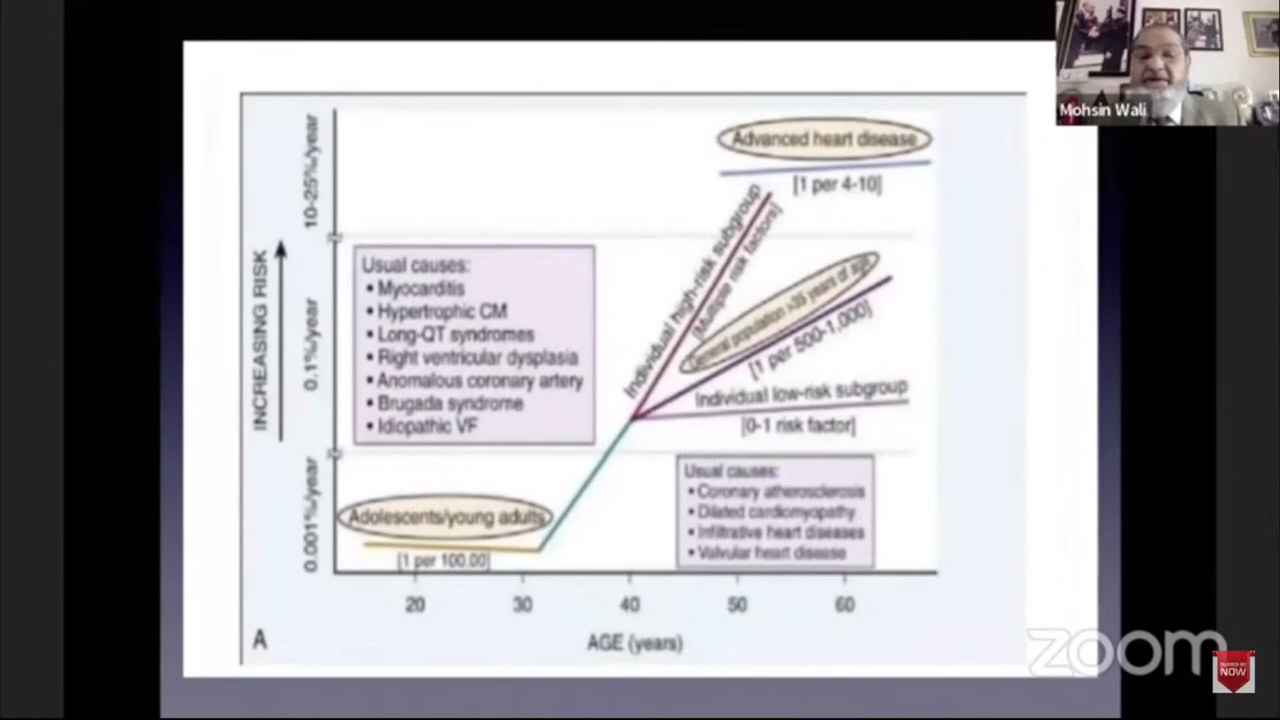 Mohsin Wali
Advanced heart disease
[1 per 4-10]
10-25%/year
INCREASING RISK
0.1%/year
0.001%/year
Usual causes:
• Myocarditis
• Hypertrophic CM
• Long-QT syndromes
• Right ventricular dysplasia
• Anomalous coronary artery
• Brugada syndrome
• Idiopathic VF
Individual high-risk subgroup
[Multiple risk factors]
General population >35 years of age
[1 per 500-1,000]
Individual low-risk subgroup
[0-1 risk factor]
Usual causes:
• Coronary atherosclerosis
• Dilated cardiomyopathy
• Infiltrative heart diseases
• Valvular heart disease
Adolescents/young adults
[1 per 100.00]
20 30 40 50 60
AGE (years)
A
zoom
NOW